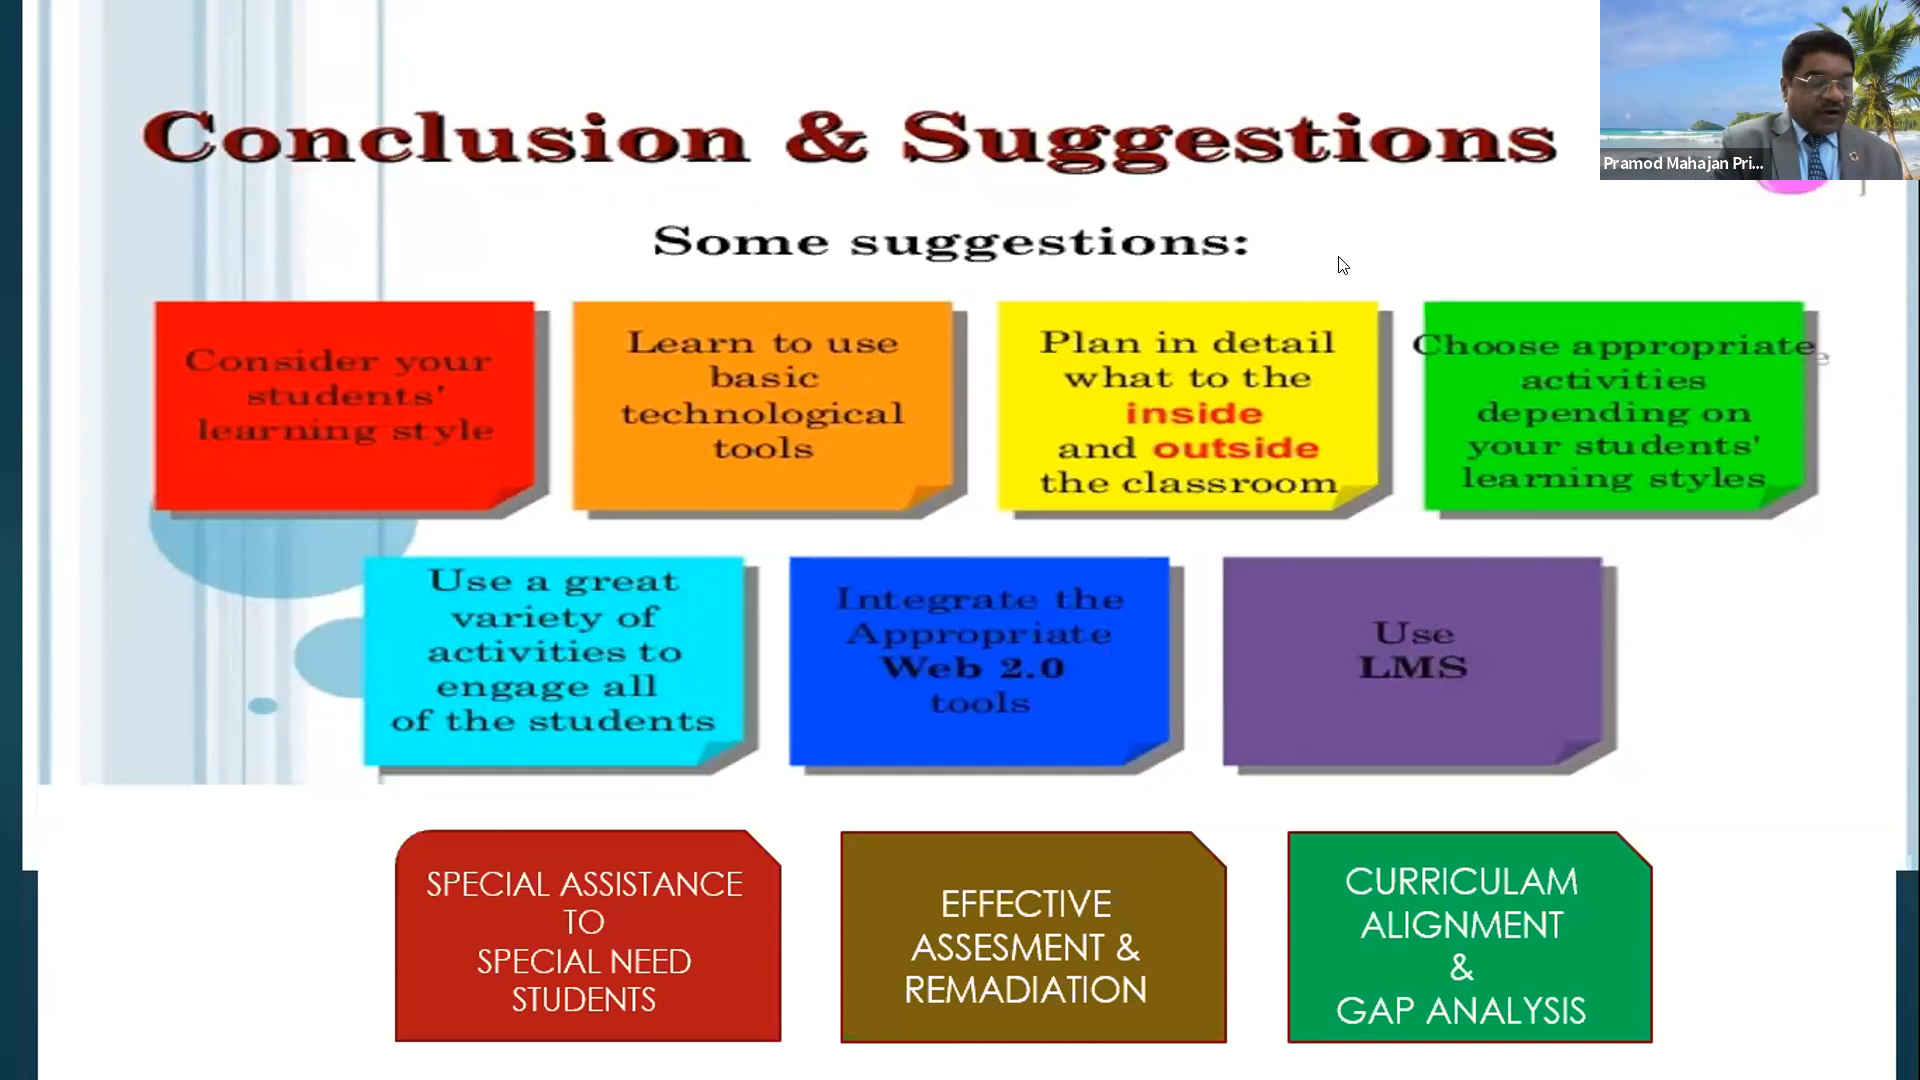 Conclusion & Suggestions
Pramod Mahajan Pri...
Some suggestions:
Consider your
students'
learning style
Learn to use
basic
technological
tools
Plan in detail
what to the
inside
and outside
the classroom
Choose appropriate
activities
depending on
your students'
learning styles
Use a great
variety of
activities to
engage all
of the students
Integrate the
Appropriate
Web 2.0
tools
Use
LMS
SPECIAL ASSISTANCE
TO
SPECIAL NEED
STUDENTS
EFFECTIVE
ASSESMENT &
REMADIATION
CURRICULAM
ALIGNMENT
&
GAP ANALYSIS